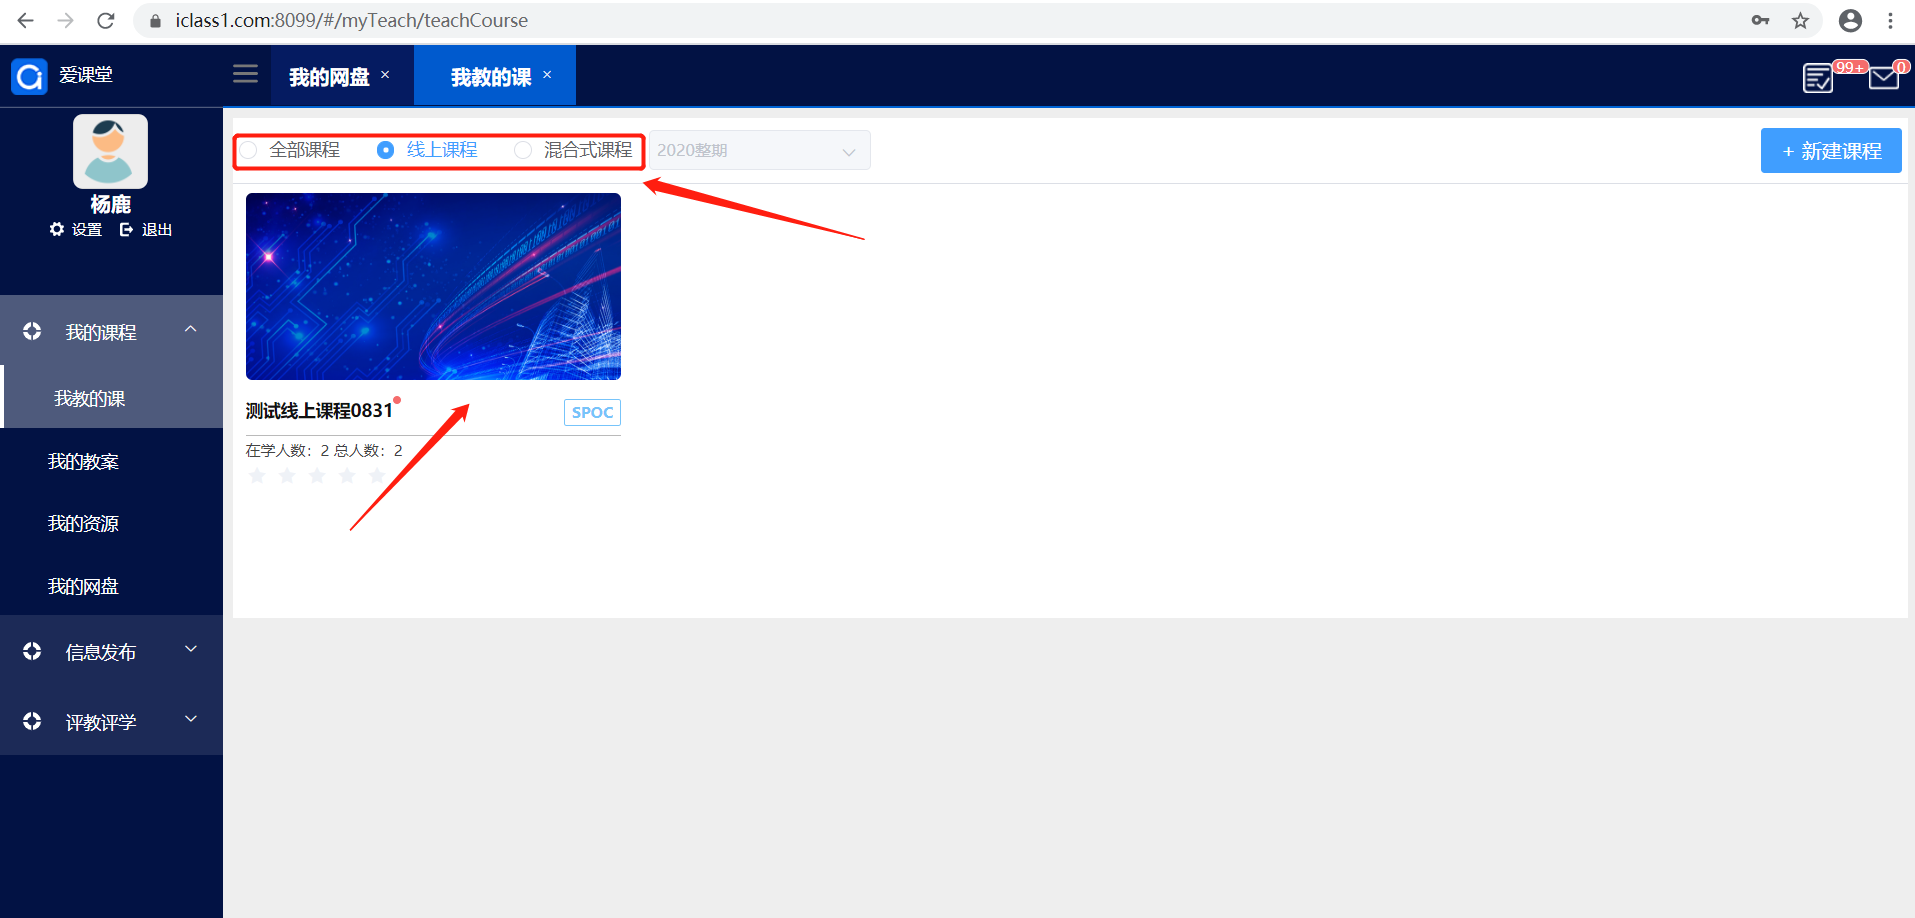 iclass1.com:8099/#/myTeach/teachCourse
爱课堂
我的网盘 ×
我教的课 ×
99+
0
杨鹿
设置 退出
我的课程
我教的课
我的教案
我的资源
我的网盘
信息发布
评教评学
全部课程 线上课程 混合式课程 2020整期
+ 新建课程
测试线上课程0831
SPOC
在学人数：2 总人数：2